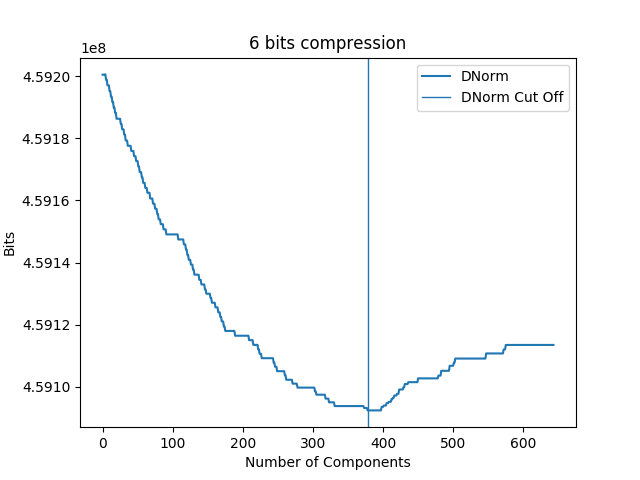 6 bits compression
1e8
DNorm
DNorm Cut Off
4.5920
4.5918
4.5916
4.5914
4.5912
4.5910
Bits
0 100 200 300 400 500 600
Number of Components